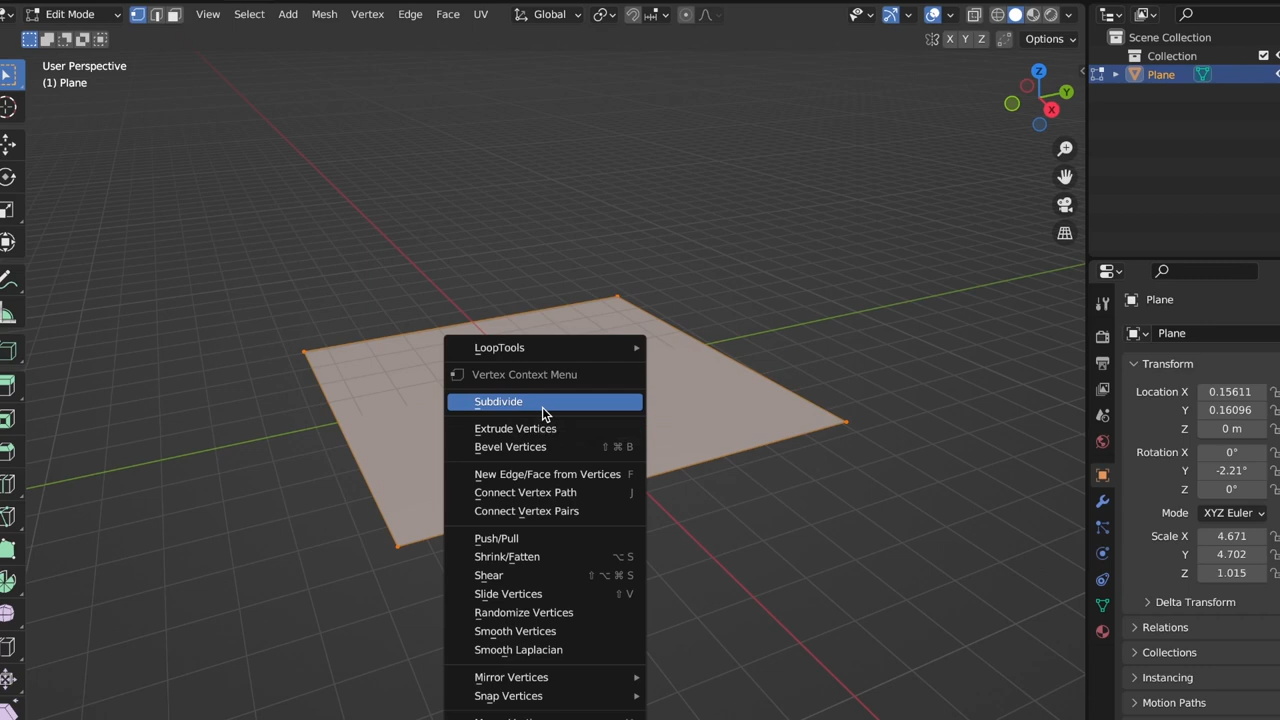 Edit Mode View Select Add Mesh Vertex Edge Face UV Global
X Y Z Options
User Perspective
(1) Plane
Z
Y
X
LoopTools
Vertex Context Menu
Subdivide
Extrude Vertices
Bevel Vertices ⇧ ⌘ B
New Edge/Face from Vertices F
Connect Vertex Path J
Connect Vertex Pairs
Push/Pull
Shrink/Fatten ⌥ S
Shear ⇧ ⌥ ⌘ S
Slide Vertices ⇧ V
Randomize Vertices
Smooth Vertices
Smooth Laplacian
Mirror Vertices
Snap Vertices
Scene Collection
Collection
Plane
Plane
Plane
Transform
Location X 0.15611
Y 0.16096
Z 0 m
Rotation X 0°
Y -2.21°
Z 0°
Mode XYZ Euler
Scale X 4.671
Y 4.702
Z 1.015
Delta Transform
Relations
Collections
Instancing
Motion Paths